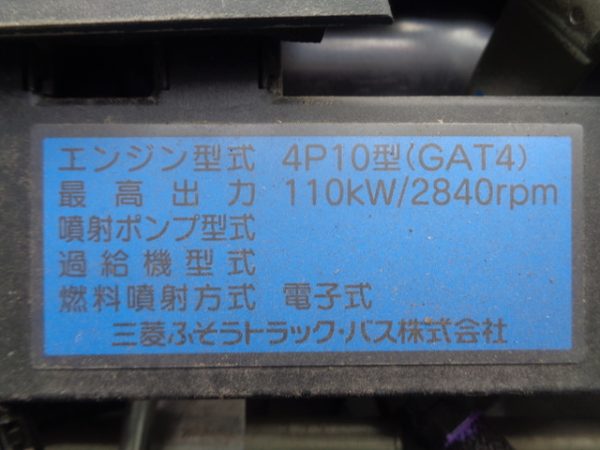 エンジン型式 4P10型(GAT4)
最高出力 110kW/2840rpm
噴射ポンプ型式
過給機型式
燃料噴射方式 電子式
三菱ふそうトラック・バス株式会社